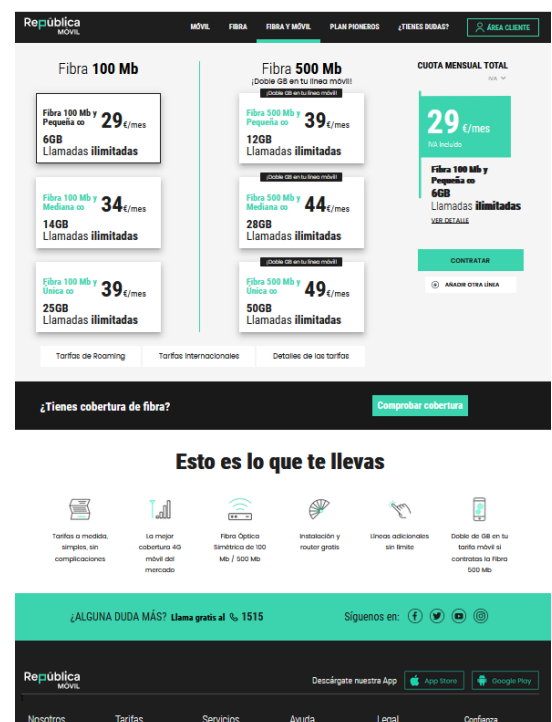 República
MÓVIL
MÓVIL
FIBRA
FIBRA Y MÓVIL
PLAN PIONEROS
¿TIENES DUDAS?
ÁREA CLIENTE
Fibra 100 Mb
Fibra 100 Mb y
Pequeña ∞
29 €/mes
6GB
Llamadas ilimitadas
Fibra 100 Mb y
Mediana ∞
34 €/mes
14GB
Llamadas ilimitadas
Fibra 100 Mb y
Única ∞
39 €/mes
25GB
Llamadas ilimitadas
Fibra 500 Mb
¡Doble GB en tu línea móvil!
¡Doble GB en tu línea móvil!
Fibra 500 Mb y
Pequeña ∞
39 €/mes
12GB
Llamadas ilimitadas
¡Doble GB en tu línea móvil!
Fibra 500 Mb y
Mediana ∞
44 €/mes
28GB
Llamadas ilimitadas
¡Doble GB en tu línea móvil!
Fibra 500 Mb y
Única ∞
49 €/mes
50GB
Llamadas ilimitadas
CUOTA MENSUAL TOTAL
IVA
29 €/mes
IVA Incluido
Fibra 100 Mb y
Pequeña ∞
6GB
Llamadas ilimitadas
VER DETALLE
CONTRATAR
AÑADIR OTRA LÍNEA
Tarifas de Roaming
Tarifas Internacionales
Detalles de las tarifas
¿Tienes cobertura de fibra?
Comprobar cobertura
Esto es lo que te llevas
Tarifas a medida,
simples, sin
complicaciones
La mejor
cobertura 4G
móvil del
mercado
Fibra Óptica
Simétrica de 100
Mb / 500 Mb
Instalación y
router gratis
Líneas adicionales
sin límite
Doble de GB en tu
tarifa móvil si
contratas la Fibra
500 Mb
¿ALGUNA DUDA MÁS? Llama gratis al 1515
Síguenos en:
República
MÓVIL
Descárgate nuestra App
App Store
Google Play
Nosotros
Tarifas
Servicios
Ayuda
Legal
Confianza